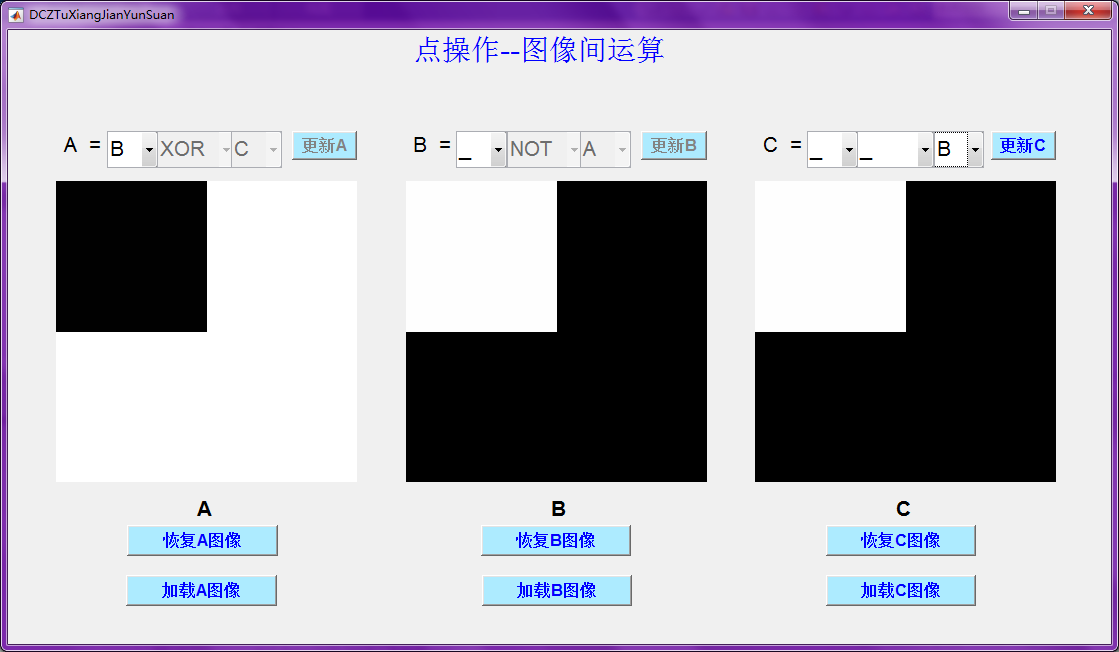 DCZTuXiangJianYunSuan
点操作--图像间运算
A = B XOR C 更新A
B = _ NOT A 更新B
C = _ _ B 更新C
A B C
恢复A图像 恢复B图像 恢复C图像
加载A图像 加载B图像 加载C图像